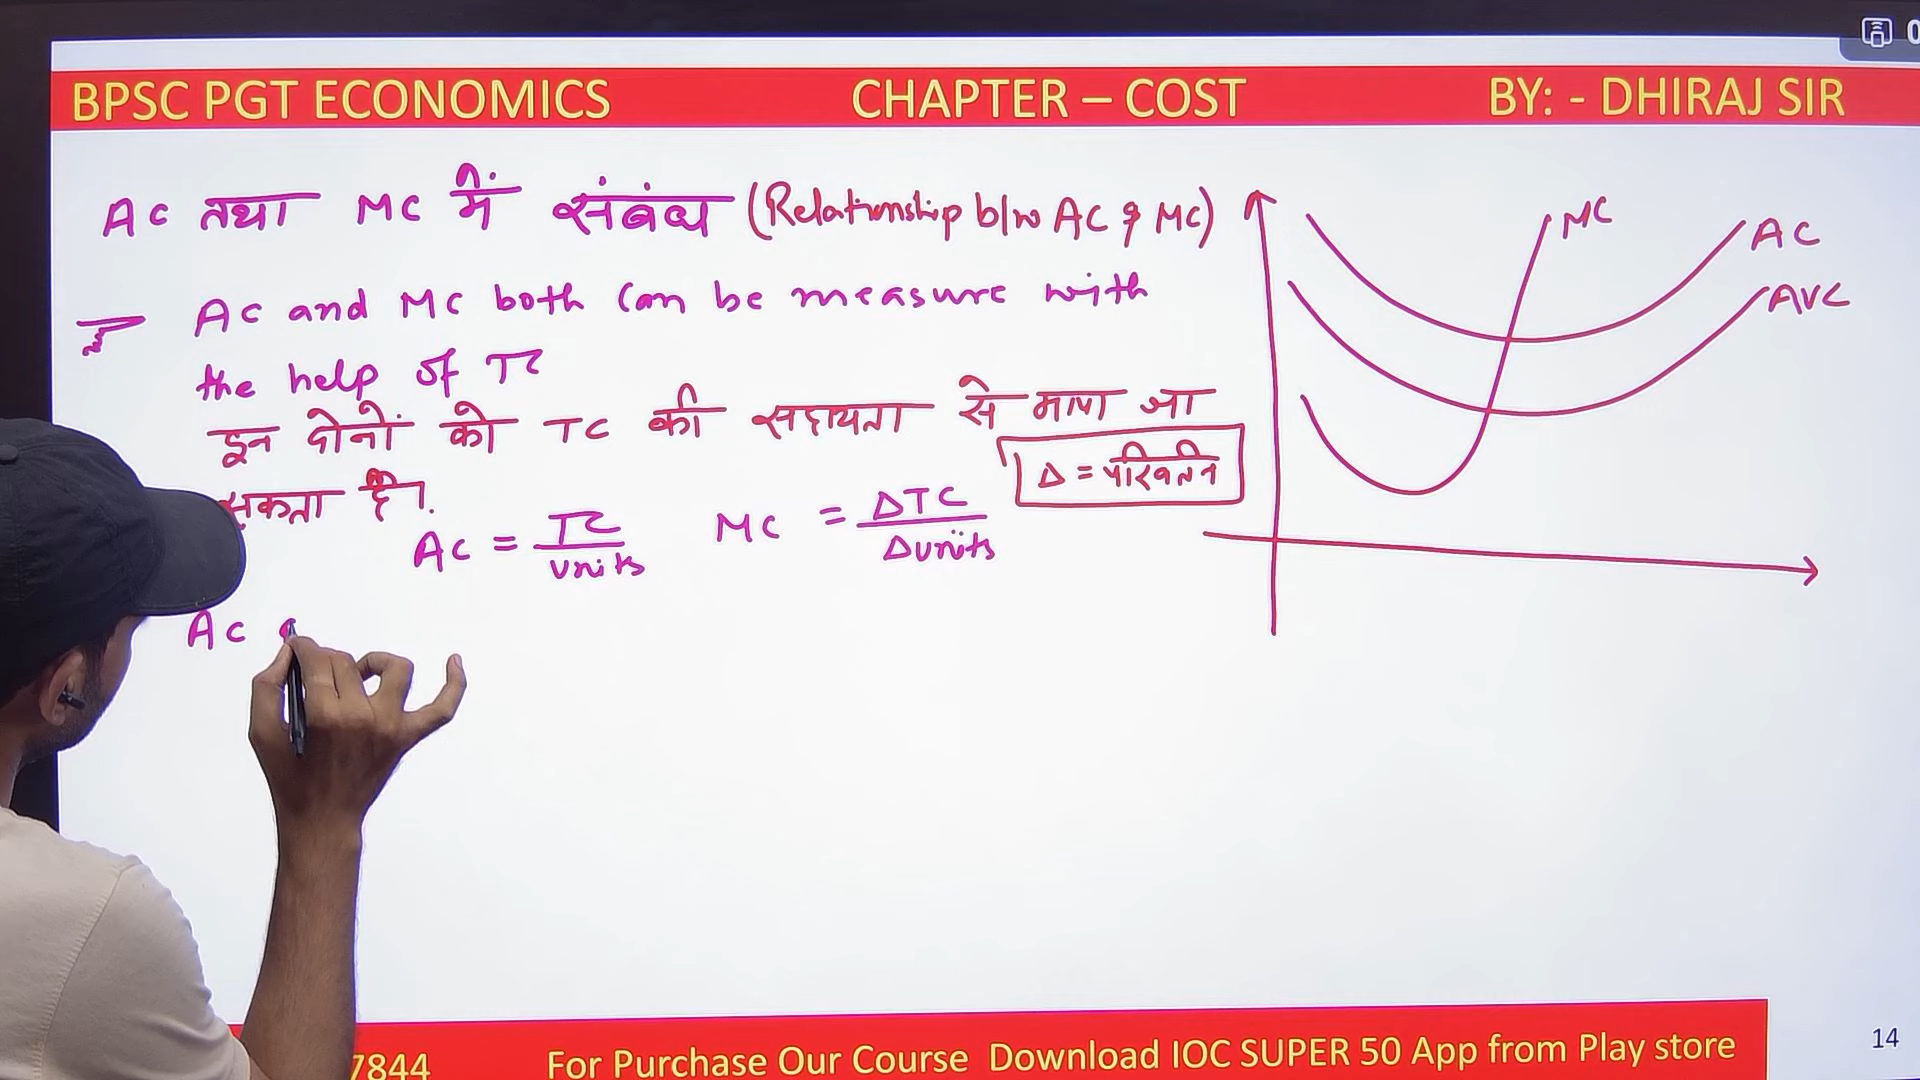 BPSC PGT ECONOMICS CHAPTER – COST BY: - DHIRAJ SIR
AC तथा MC में संबंध (Relationship b/w AC & MC)
AC and MC both can be measure with
the help of TC
इन दोनों को TC की सहायता से मापा जा
सकता है।
Δ = परिवर्तन
AC = TC / units MC = ΔTC / Δunits
AC
MC
AC
AVC
7844 For Purchase Our Course Download IOC SUPER 50 App from Play store
14